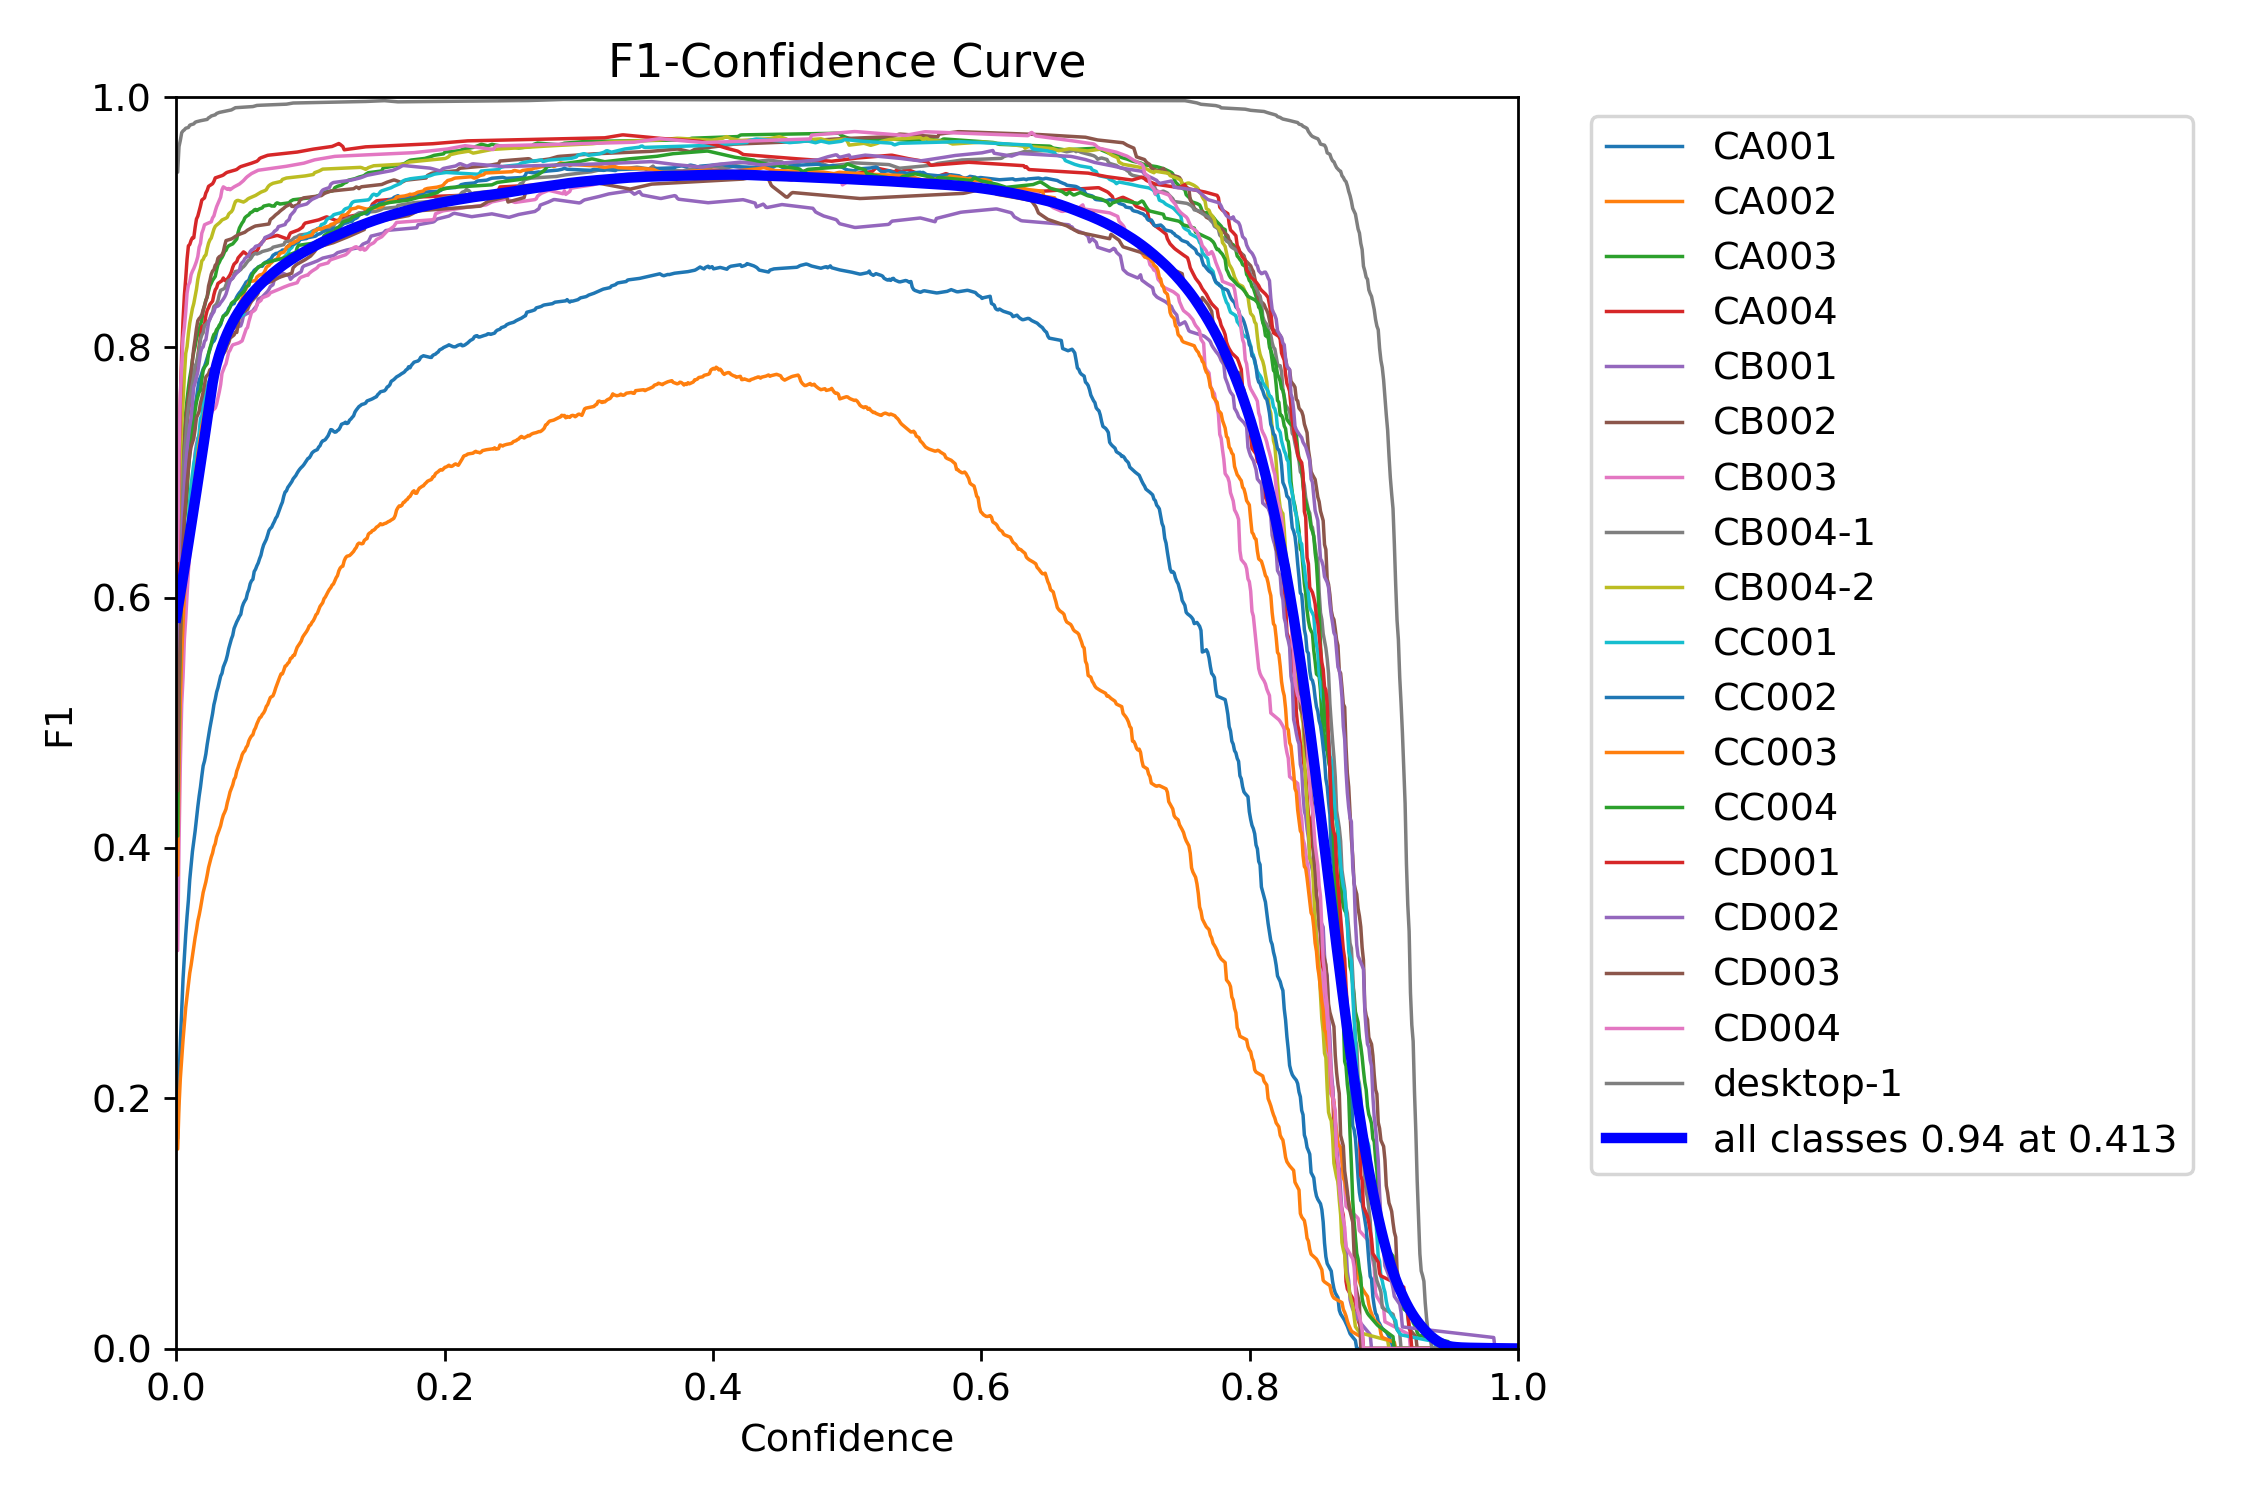 F1-Confidence Curve
1.0
0.8
0.6
0.4
0.2
0.0
F1
0.0 0.2 0.4 0.6 0.8 1.0
Confidence
CA001
CA002
CA003
CA004
CB001
CB002
CB003
CB004-1
CB004-2
CC001
CC002
CC003
CC004
CD001
CD002
CD003
CD004
desktop-1
all classes 0.94 at 0.413